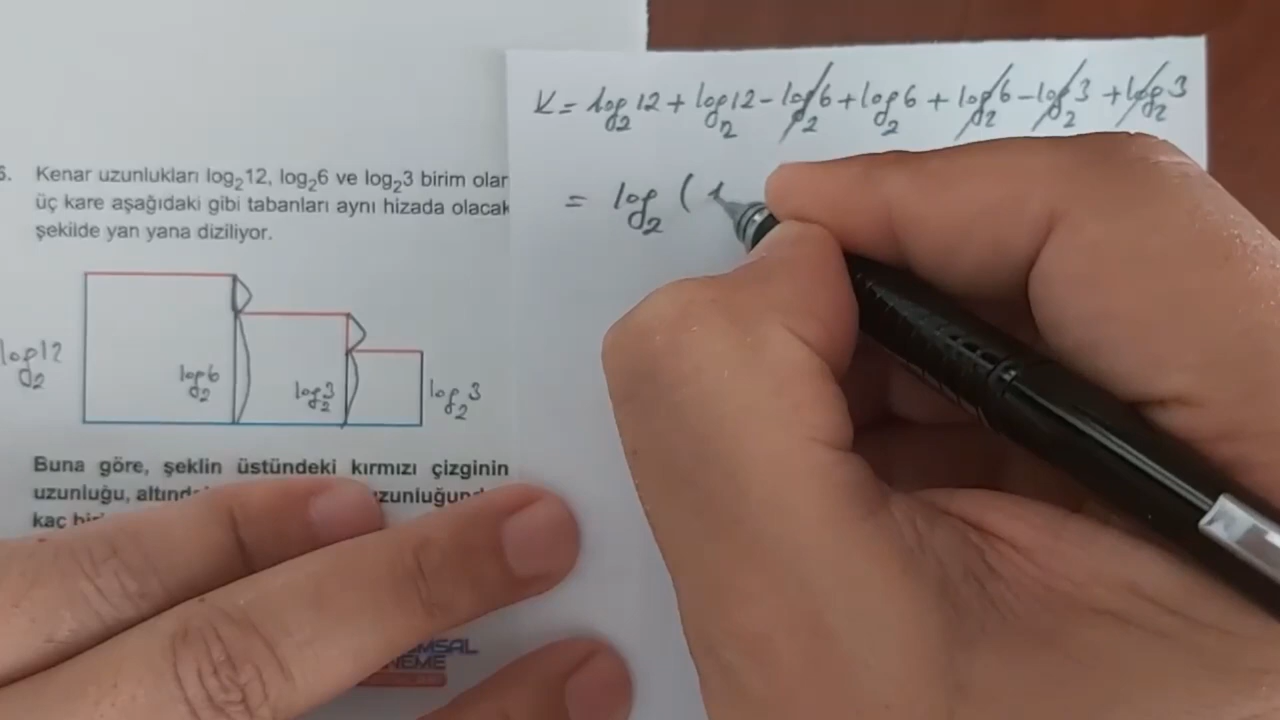 K = log₂12 + log₂12 - log₂6 + log₂6 + log₂6 - log₂3 + log₂3
= log₂ (1
6. Kenar uzunlukları log₂12, log₂6 ve log₂3 birim olan
üç kare aşağıdaki gibi tabanları aynı hizada olacak
şekilde yan yana diziliyor.
log₂12
log₂6
log₂3
log₂3
Buna göre, şeklin üstündeki kırmızı çizginin
uzunluğu,
kaç